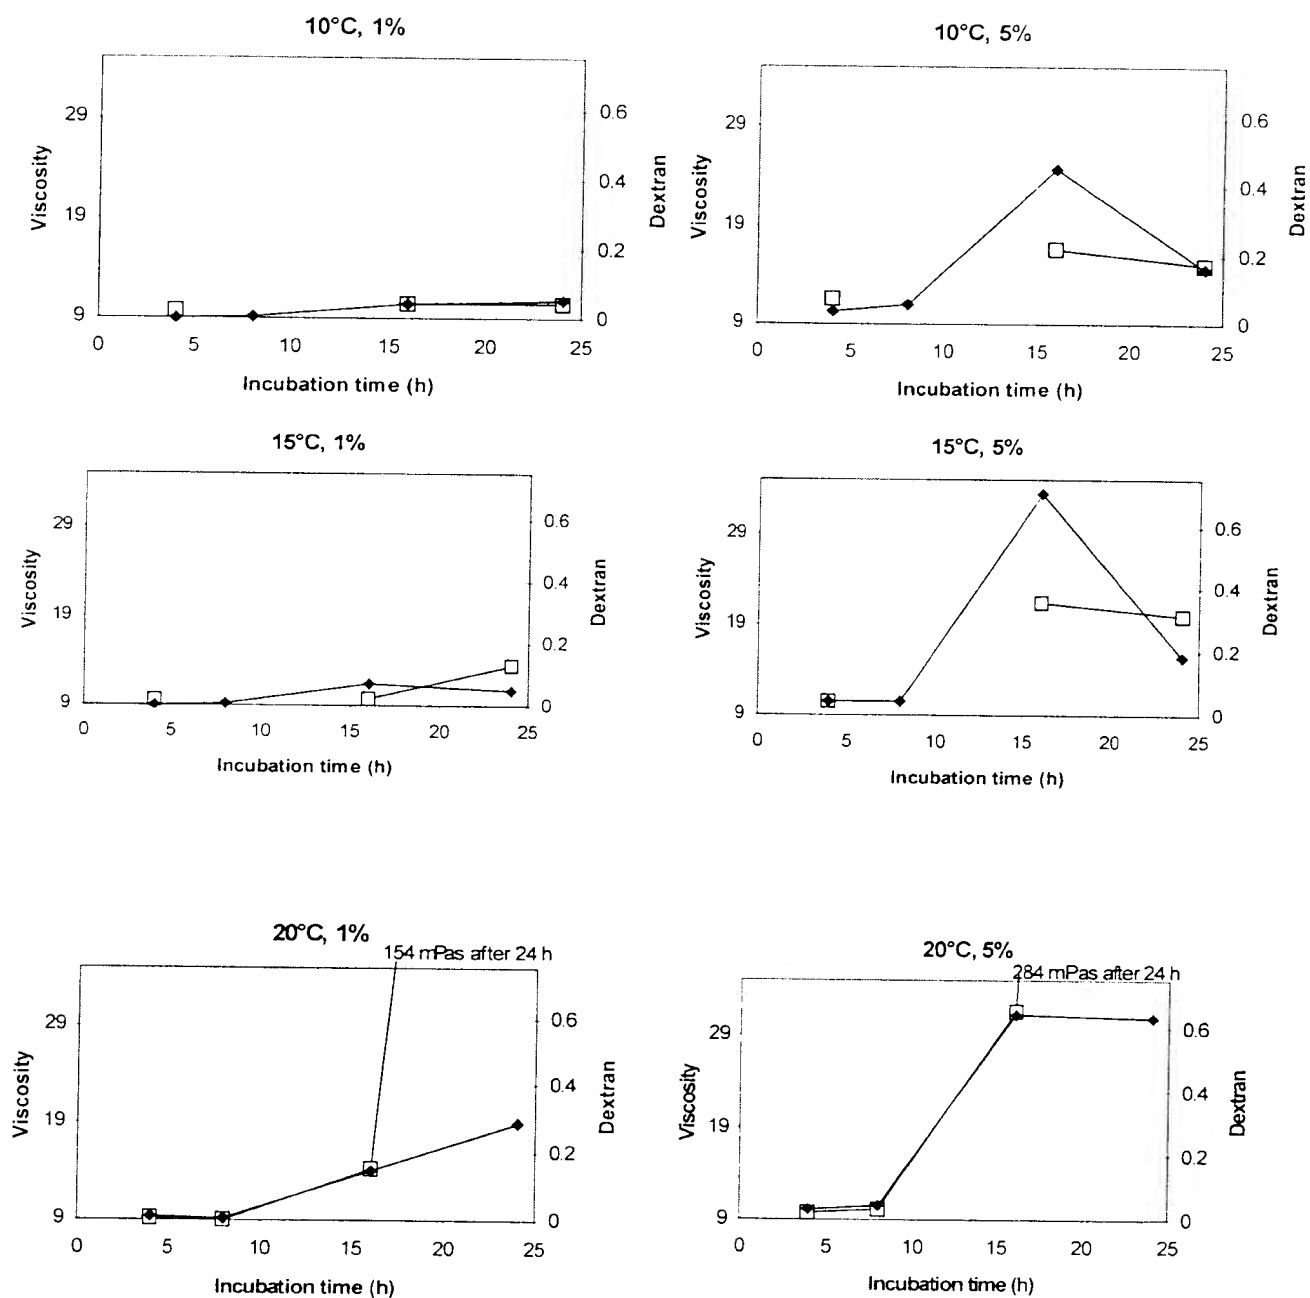 10°C, 1%
29
19
9
Viscosity
0.6
0.4
0.2
0
Dextran
0 5 10 15 20 25
Incubation time (h)
10°C, 5%
29
19
9
Viscosity
0.6
0.4
0.2
0
Dextran
0 5 10 15 20 25
Incubation time (h)
15°C, 1%
29
19
9
Viscosity
0.6
0.4
0.2
0
Dextran
0 5 10 15 20 25
Incubation time (h)
15°C, 5%
29
19
9
Viscosity
0.6
0.4
0.2
0
Dextran
0 5 10 15 20 25
Incubation time (h)
20°C, 1%
154 mPas after 24 h
29
19
9
Viscosity
0.6
0.4
0.2
0
Dextran
0 5 10 15 20 25
Incubation time (h)
20°C, 5%
284 mPas after 24 h
29
19
9
Viscosity
0.6
0.4
0.2
0
Dextran
0 5 10 15 20 25
Incubation time (h)